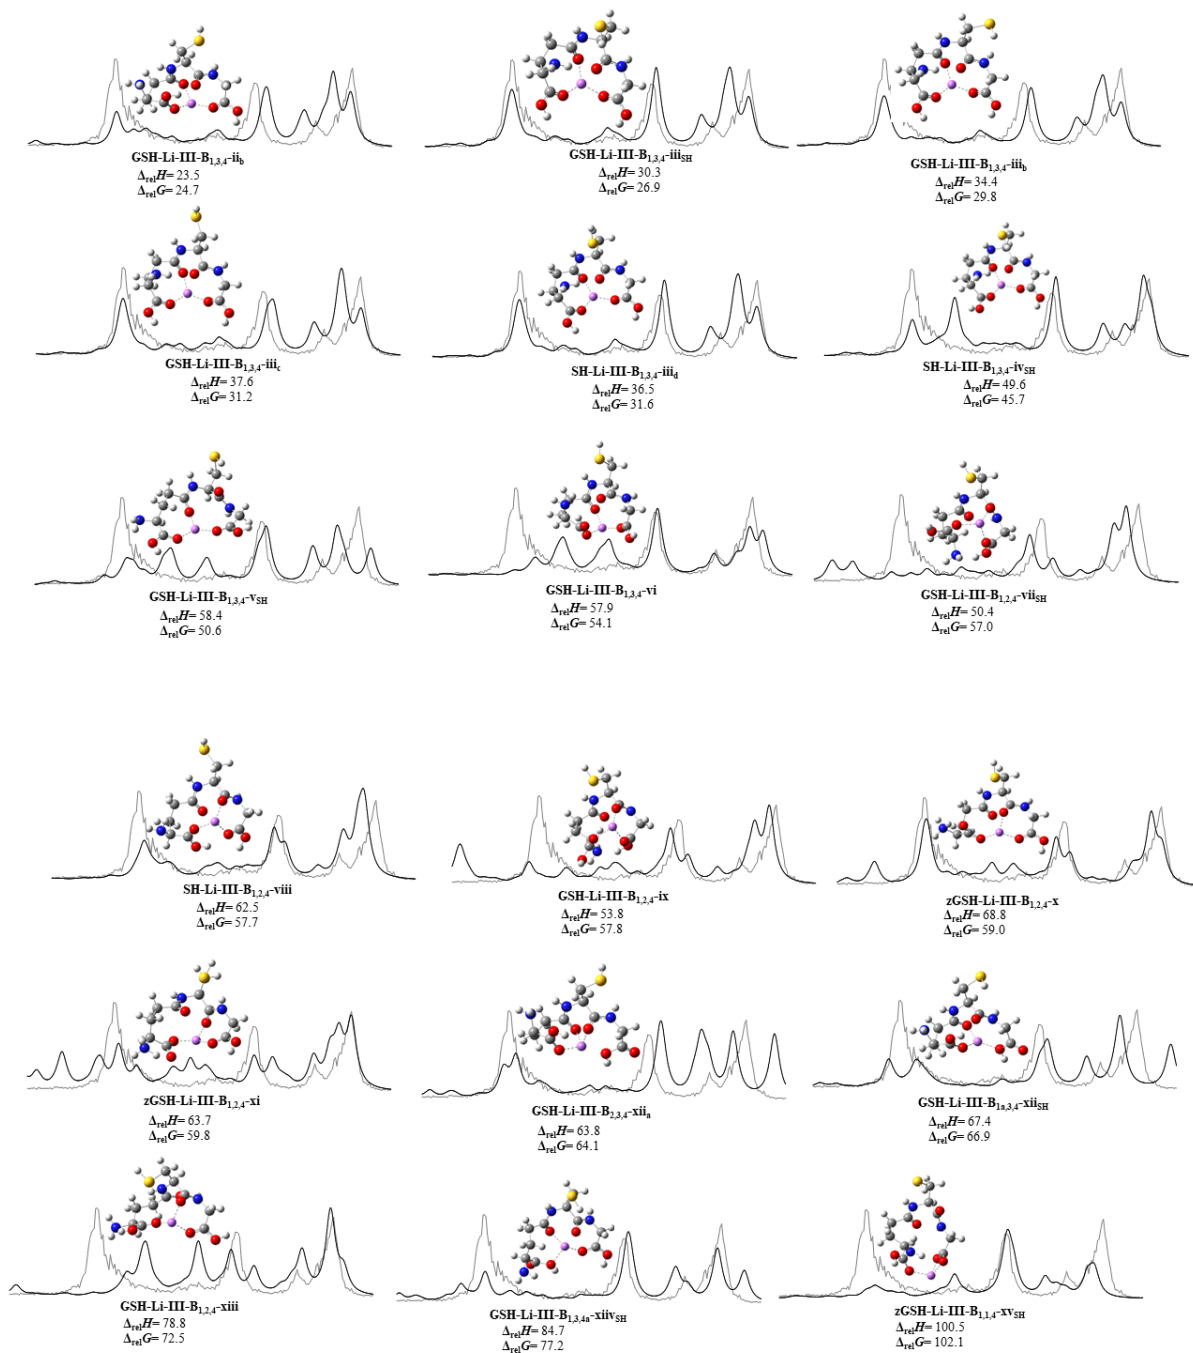 GSH-Li-III-B1,3,4-iib
ΔrelH= 23.5
ΔrelG= 24.7
GSH-Li-III-B1,3,4-iiiSH
ΔrelH= 30.3
ΔrelG= 26.9
GSH-Li-III-B1,3,4-iiib
ΔrelH= 34.4
ΔrelG= 29.8
GSH-Li-III-B1,3,4-iiic
ΔrelH= 37.6
ΔrelG= 31.2
SH-Li-III-B1,3,4-iiid
ΔrelH= 36.5
ΔrelG= 31.6
SH-Li-III-B1,3,4-ivSH
ΔrelH= 49.6
ΔrelG= 45.7
GSH-Li-III-B1,3,4-vSH
ΔrelH= 58.4
ΔrelG= 50.6
GSH-Li-III-B1,3,4-vi
ΔrelH= 57.9
ΔrelG= 54.1
GSH-Li-III-B1,2,4-viiSH
ΔrelH= 50.4
ΔrelG= 57.0
SH-Li-III-B1,2,4-viii
ΔrelH= 62.5
ΔrelG= 57.7
GSH-Li-III-B1,2,4-ix
ΔrelH= 53.8
ΔrelG= 57.8
zGSH-Li-III-B1,2,4-x
ΔrelH= 68.8
ΔrelG= 59.0
zGSH-Li-III-B1,2,4-xi
ΔrelH= 63.7
ΔrelG= 59.8
GSH-Li-III-B2,3,4-xiia
ΔrelH= 63.8
ΔrelG= 64.1
GSH-Li-III-B1a,3,4-xiiSH
ΔrelH= 67.4
ΔrelG= 66.9
GSH-Li-III-B1,2,4-xiii
ΔrelH= 78.8
ΔrelG= 72.5
GSH-Li-III-B1,3,4a-xiivSH
ΔrelH= 84.7
ΔrelG= 77.2
zGSH-Li-III-B1,1,4-xvSH
ΔrelH= 100.5
ΔrelG= 102.1